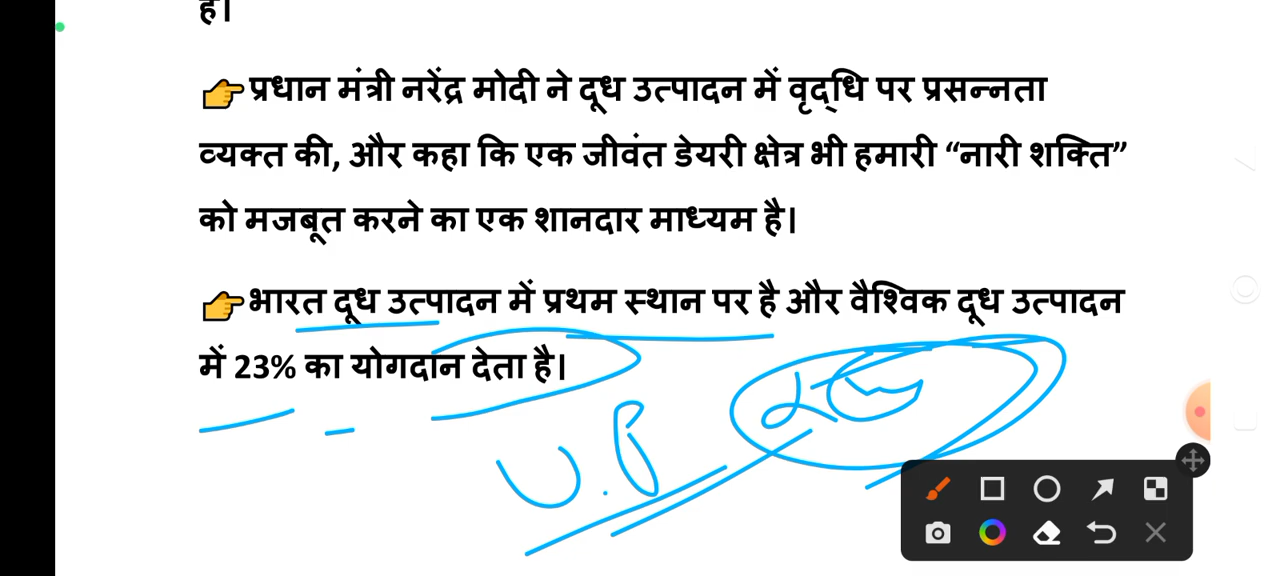 है।
👉प्रधान मंत्री नरेंद्र मोदी ने दूध उत्पादन में वृद्धि पर प्रसन्नता
व्यक्त की, और कहा कि एक जीवंत डेयरी क्षेत्र भी हमारी “नारी शक्ति”
को मजबूत करने का एक शानदार माध्यम है।
👉भारत दूध उत्पादन में प्रथम स्थान पर है और वैश्विक दूध उत्पादन
में 23% का योगदान देता है।
U.P